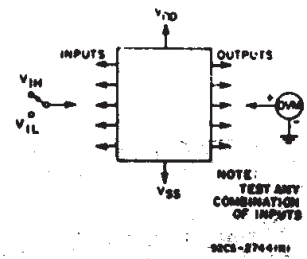 VDD
INPUTS
OUTPUTS
VIH
VIL
+
DVM
-
VSS
NOTE:
TEST ANY
COMBINATION
OF INPUTS
92CS-27441RI